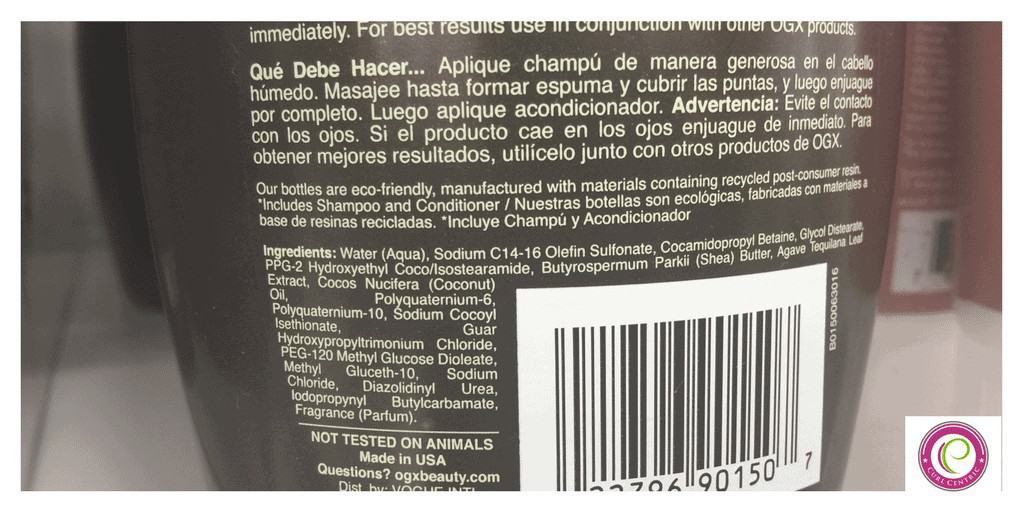 immediately. For best results use in conjunction with other OGX products.
Qué Debe Hacer... Aplique champú de manera generosa en el cabello
húmedo. Masajee hasta formar espuma y cubrir las puntas, y luego enjuague
por completo. Luego aplique acondicionador. Advertencia: Evite el contacto
con los ojos. Si el producto cae en los ojos enjuague de inmediato. Para
obtener mejores resultados, utilícelo junto con otros productos de OGX.
Our bottles are eco-friendly, manufactured with materials containing recycled post-consumer resin.
*Includes Shampoo and Conditioner / Nuestras botellas son ecológicas, fabricadas con materiales a
base de resinas recicladas. *Incluye Champú y Acondicionador
Ingredients: Water (Aqua), Sodium C14-16 Olefin Sulfonate, Cocamidopropyl Betaine, Glycol Distearate,
PPG-2 Hydroxyethyl Coco/Isostearamide, Butyrospermum Parkii (Shea) Butter, Agave Tequilana Leaf
Extract, Cocos Nucifera (Coconut)
Oil, Polyquaternium-6,
Polyquaternium-10, Sodium Cocoyl
Isethionate, Guar
Hydroxypropyltrimonium Chloride,
PEG-120 Methyl Glucose Dioleate,
Methyl Gluceth-10, Sodium
Chloride, Diazolidinyl Urea,
Iodopropynyl Butylcarbamate,
Fragrance (Parfum).
NOT TESTED ON ANIMALS
Made in USA
Questions? ogxbeauty.com
Dist. by: VOGUE INTL
B0150063016
22796 90150 7
CURL CENTRIC